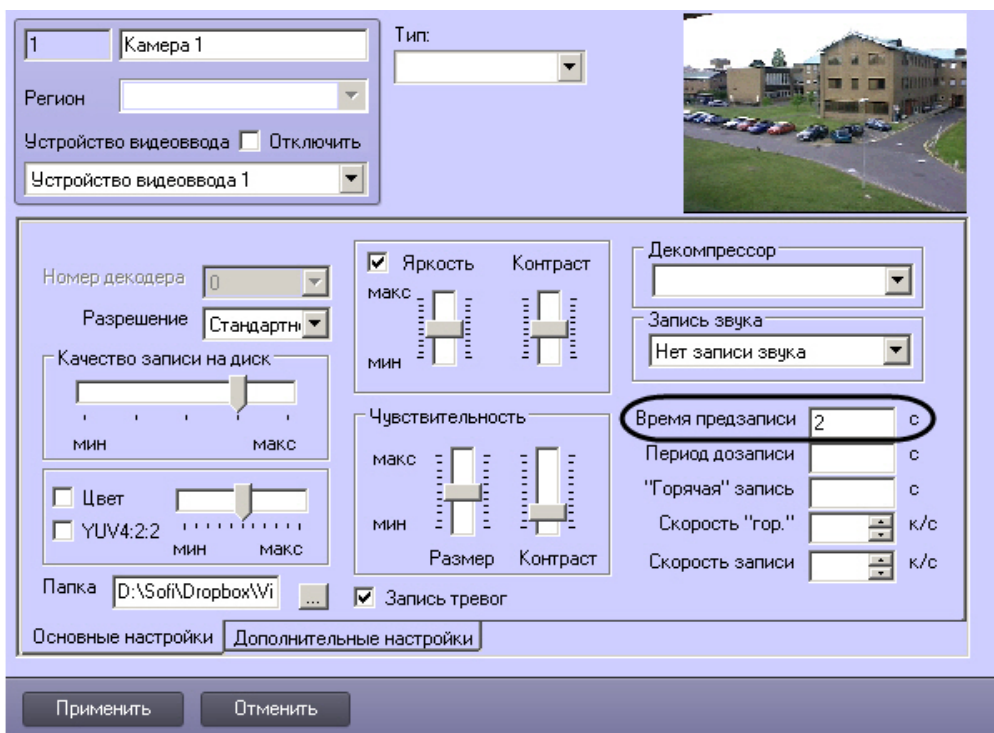 1 Камера 1
Тип:
Регион
Устройство видеоввода Отключить
Устройство видеоввода 1
Номер декодера 0
Разрешение Стандартн
Качество записи на диск
мин макс
Цвет
YUV4:2:2
мин макс
Папка D:\Sofi\Dropbox\Vi ...
Яркость Контраст
макс
мин
Чувствительность
макс
мин
Размер Контраст
Запись тревог
Декомпрессор
Запись звука
Нет записи звука
Время предзаписи 2 с
Период дозаписи с
"Горячая" запись с
Скорость "гор." к/с
Скорость записи к/с
Основные настройки Дополнительные настройки
Применить Отменить